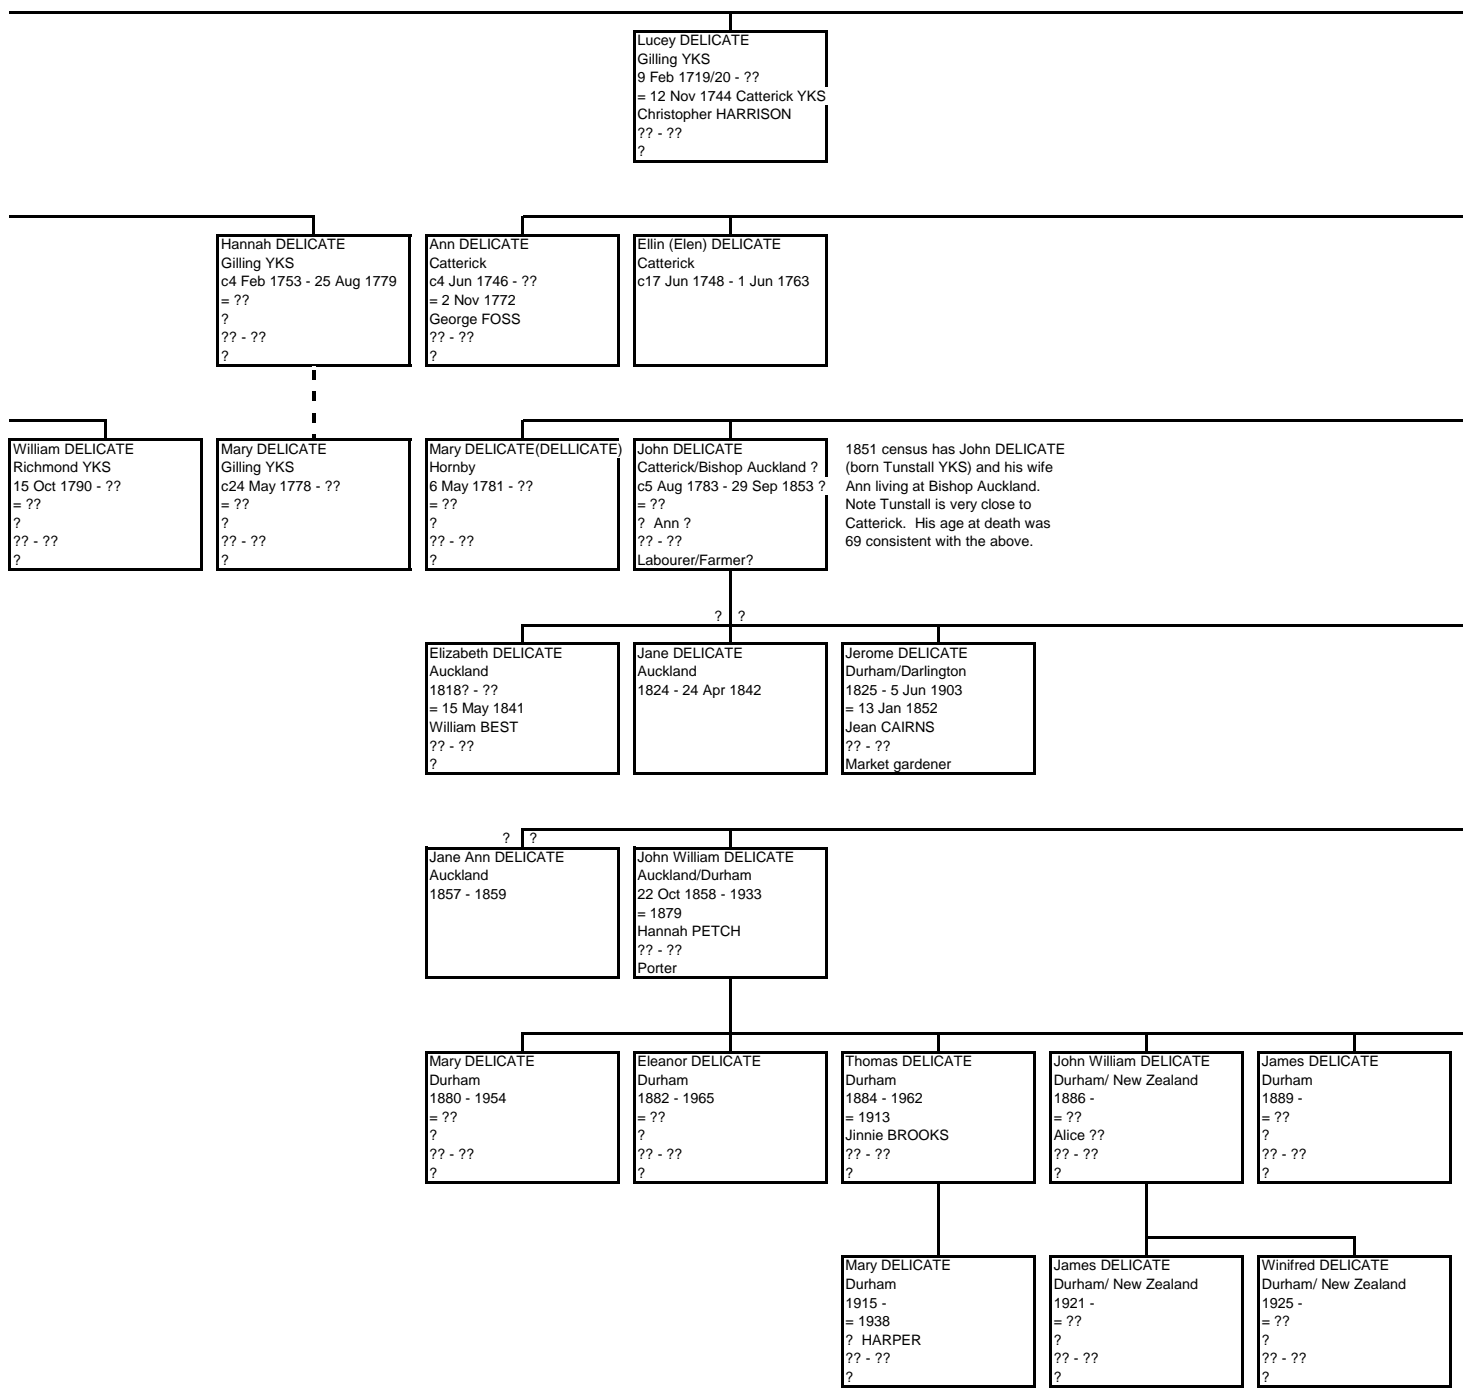 Lucey DELICATE
Gilling YKS
9 Feb 1719/20 - ??
= 12 Nov 1744 Catterick YKS
Christopher HARRISON
?? - ??
?
Hannah DELICATE
Gilling YKS
c4 Feb 1753 - 25 Aug 1779
= ??
?
?? - ??
?
Ann DELICATE
Catterick
c4 Jun 1746 - ??
= 2 Nov 1772
George FOSS
?? - ??
?
Ellin (Elen) DELICATE
Catterick
c17 Jun 1748 - 1 Jun 1763
William DELICATE
Richmond YKS
15 Oct 1790 - ??
= ??
?
?? - ??
?
Mary DELICATE
Gilling YKS
c24 May 1778 - ??
= ??
?
?? - ??
?
Mary DELICATE(DELLICATE)
Hornby
6 May 1781 - ??
= ??
?
?? - ??
?
John DELICATE
Catterick/Bishop Auckland ?
c5 Aug 1783 - 29 Sep 1853 ?
= ??
? Ann ?
?? - ??
Labourer/Farmer?
1851 census has John DELICATE
(born Tunstall YKS) and his wife
Ann living at Bishop Auckland.
Note Tunstall is very close to
Catterick. His age at death was
69 consistent with the above.
? ?
Elizabeth DELICATE
Auckland
1818? - ??
= 15 May 1841
William BEST
?? - ??
?
Jane DELICATE
Auckland
1824 - 24 Apr 1842
Jerome DELICATE
Durham/Darlington
1825 - 5 Jun 1903
= 13 Jan 1852
Jean CAIRNS
?? - ??
Market gardener
? ?
Jane Ann DELICATE
Auckland
1857 - 1859
John William DELICATE
Auckland/Durham
22 Oct 1858 - 1933
= 1879
Hannah PETCH
?? - ??
Porter
Mary DELICATE
Durham
1880 - 1954
= ??
?
?? - ??
?
Eleanor DELICATE
Durham
1882 - 1965
= ??
?
?? - ??
?
Thomas DELICATE
Durham
1884 - 1962
= 1913
Jinnie BROOKS
?? - ??
?
John William DELICATE
Durham/ New Zealand
1886 -
= ??
Alice ??
?? - ??
?
James DELICATE
Durham
1889 -
= ??
?
?? - ??
?
Mary DELICATE
Durham
1915 -
= 1938
? HARPER
?? - ??
?
James DELICATE
Durham/ New Zealand
1921 -
= ??
?
?? - ??
?
Winifred DELICATE
Durham/ New Zealand
1925 -
= ??
?
?? - ??
?